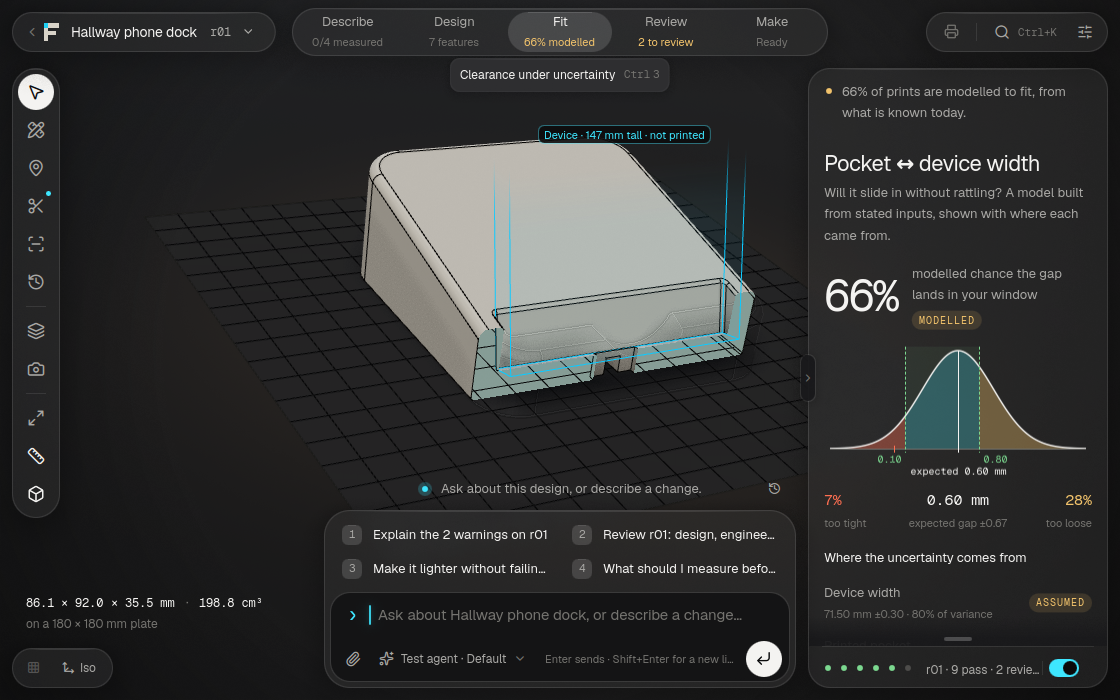 Hallway phone dock r01
Describe
0/4 measured
Design
7 features
Fit
66% modelled
Review
2 to review
Make
Ready
Ctrl+K
Clearance under uncertainty Ctrl 3
Device · 147 mm tall · not printed
66% of prints are modelled to fit, from
what is known today.
Pocket ↔ device width
Will it slide in without rattling? A model built
from stated inputs, shown with where each
came from.
66%
modelled chance the gap
lands in your window
MODELLED
0.10
0.80
expected 0.60 mm
7%
too tight
0.60 mm
expected gap ±0.67
28%
too loose
Where the uncertainty comes from
Device width
71.50 mm ±0.30 · 80% of variance
ASSUMED
r01 · 9 pass · 2 revie…
Ask about this design, or describe a change.
1 Explain the 2 warnings on r01
2 Review r01: design, enginee…
3 Make it lighter without failin…
4 What should I measure befo…
Ask about Hallway phone dock, or describe a change…
Test agent · Default
Enter sends · Shift+Enter for a new li…
86.1 × 92.0 × 35.5 mm · 198.8 cm³
on a 180 × 180 mm plate
Iso